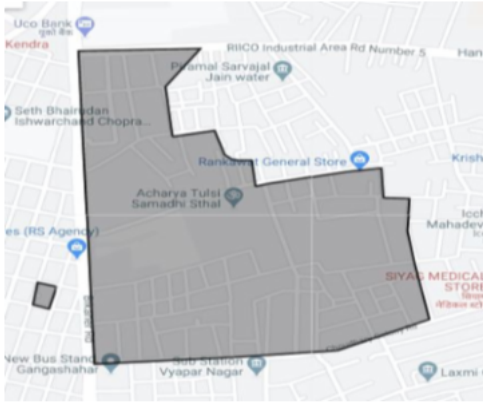 Uco Bank
यूको बैंक
Kendra
RIICO Industrial Area Rd Number 5
Han
Piramal Sarvajal
Jain water
Seth Bhairudan
Ishwarchand Chopra...
Rankawat General Store
Krish
Acharya Tulsi
Samadhi Sthal
Icch
Mahadev
es (RS Agency)
SIYAG MEDICAL
STORE
New Bus Stand
Gangashahar
Sub Station
Vyapar Nagar
Laxmi